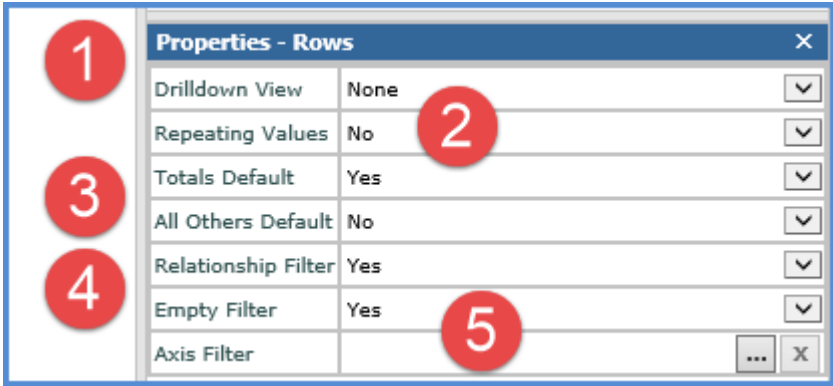 1
Properties - Rows X
Drilldown View None
2
Repeating Values No
3
Totals Default Yes
All Others Default No
4
Relationship Filter Yes
Empty Filter Yes
5
Axis Filter ... x